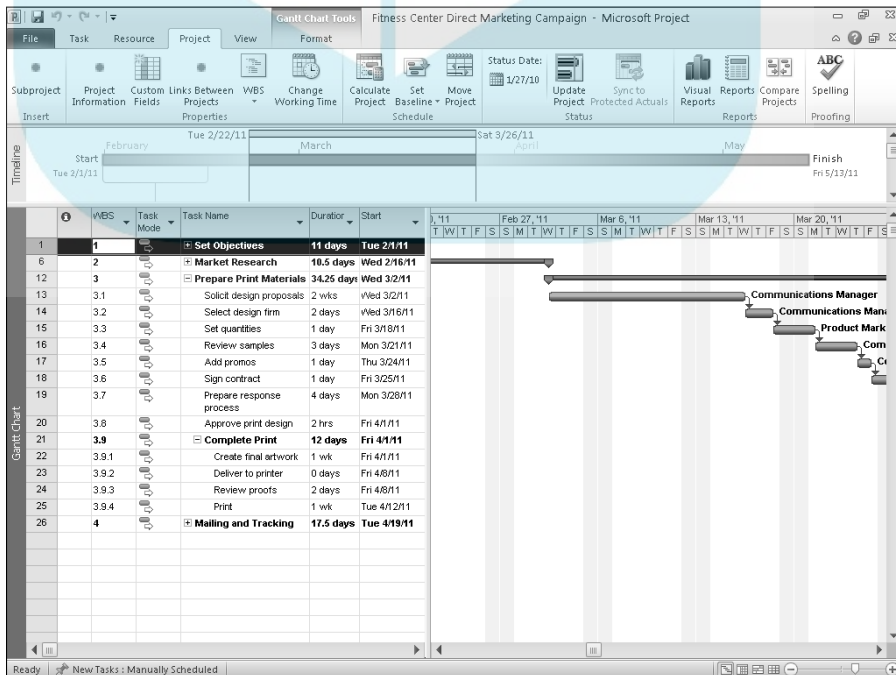 Gantt Chart Tools Fitness Center Direct Marketing Campaign - Microsoft Project
File Task Resource Project View Format
Subproject Project Information Custom Fields Links Between Projects WBS Change Working Time Calculate Project Set Baseline Move Project Status Date: 1/27/10 Update Project Sync to Protected Actuals Visual Reports Reports Compare Projects ABC Spelling
Insert Properties Schedule Status Reports Proofing
Timeline
Tue 2/22/11 Sat 3/26/11
February March April May
Start Finish
Tue 2/1/11 Fri 5/13/11
WBS Task Mode Task Name Duration Start
, '11 Feb 27, '11 Mar 6, '11 Mar 13, '11 Mar 20, '11
T W T F S S M T W T F S S M T W T F S S M T W T F S S M T W T F S
1 1 Set Objectives 11 days Tue 2/1/11
6 2 Market Research 10.5 days Wed 2/16/11
12 3 Prepare Print Materials 34.25 days Wed 3/2/11
13 3.1 Solicit design proposals 2 wks Wed 3/2/11 Communications Manager
14 3.2 Select design firm 2 days Wed 3/16/11 Communications Mana
15 3.3 Set quantities 1 day Fri 3/18/11 Product Mark
16 3.4 Review samples 3 days Mon 3/21/11 Com
17 3.5 Add promos 1 day Thu 3/24/11 C
18 3.6 Sign contract 1 day Fri 3/25/11
19 3.7 Prepare response 4 days Mon 3/28/11
process
20 3.8 Approve print design 2 hrs Fri 4/1/11
21 3.9 Complete Print 12 days Fri 4/1/11
22 3.9.1 Create final artwork 1 wk Fri 4/1/11
23 3.9.2 Deliver to printer 0 days Fri 4/8/11
24 3.9.3 Review proofs 2 days Fri 4/8/11
25 3.9.4 Print 1 wk Tue 4/12/11
26 4 Mailing and Tracking 17.5 days Tue 4/19/11
Gantt Chart
Ready New Tasks : Manually Scheduled